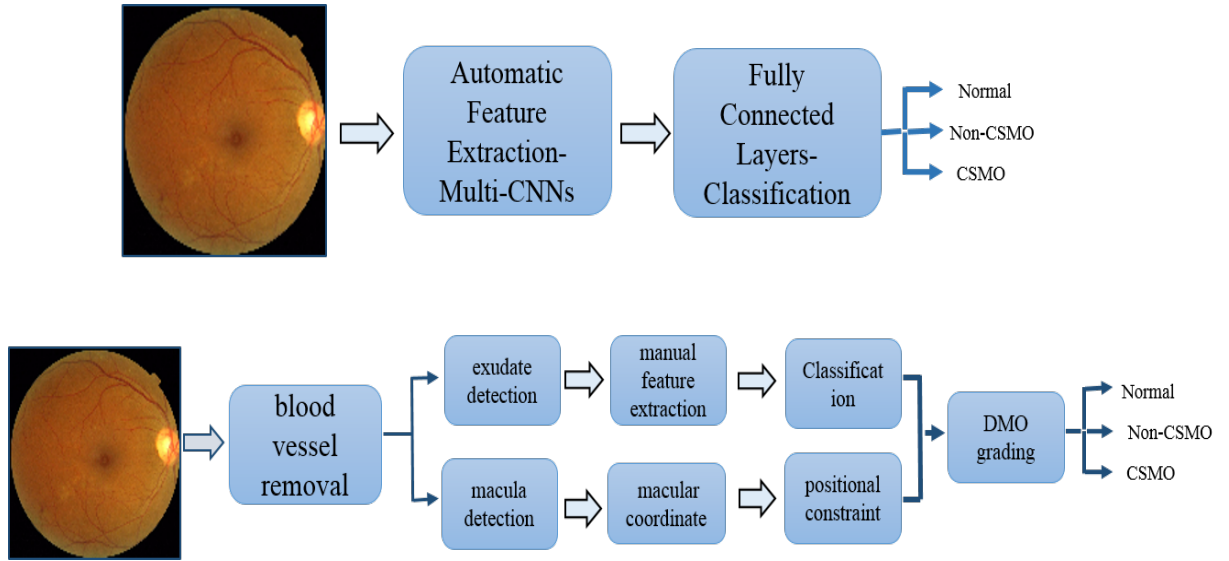 Automatic
Feature
Extraction-
Multi-CNNs
Fully
Connected
Layers-
Classification
Normal
Non-CSMO
CSMO
blood
vessel
removal
exudate
detection
manual
feature
extraction
Classificat
ion
macula
detection
macular
coordinate
positional
constraint
DMO
grading
Normal
Non-CSMO
CSMO